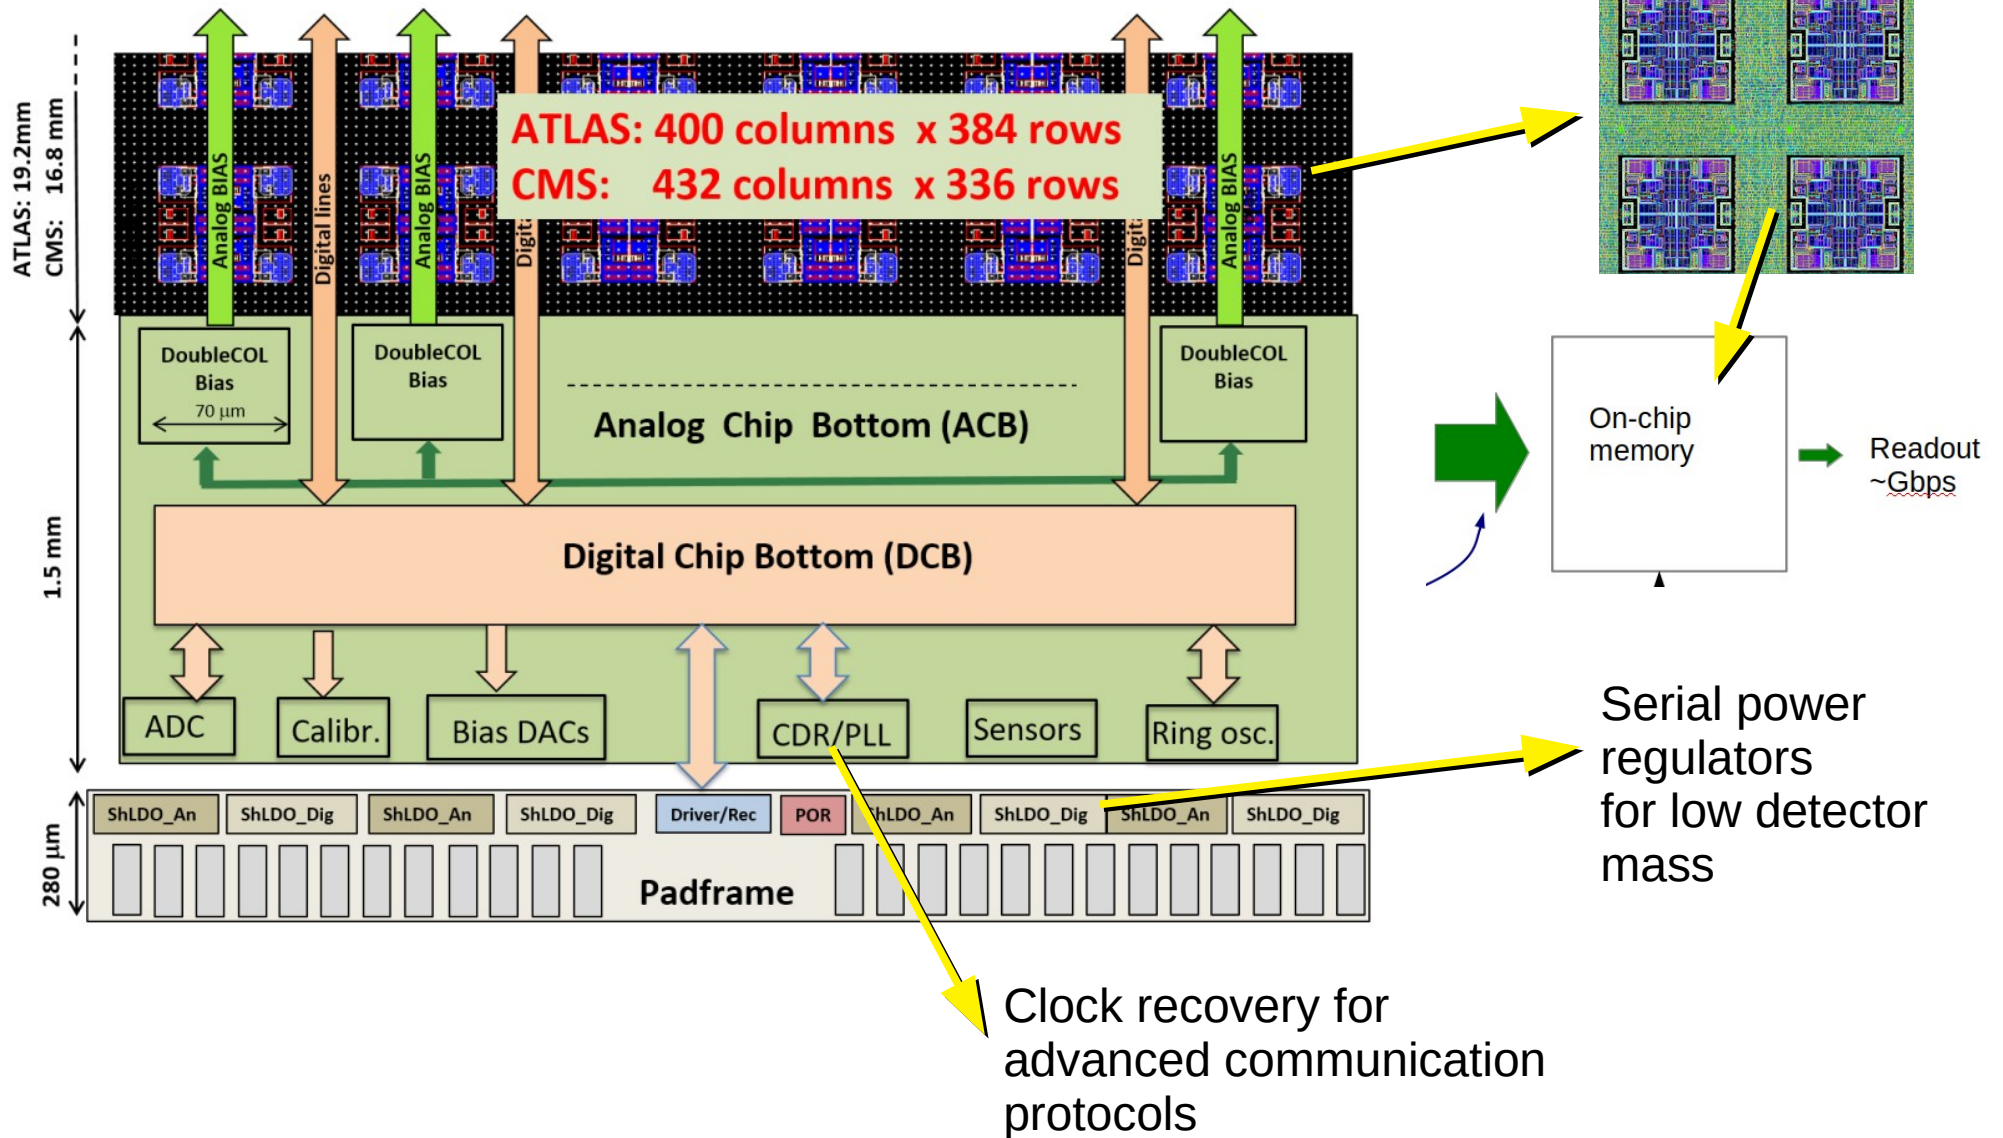 ATLAS: 19.2mm
CMS: 16.8 mm
Analog BIAS
Digital lines
Analog BIAS
Digit
ATLAS: 400 columns x 384 rows
CMS: 432 columns x 336 rows
Digit
Analog BIAS
DoubleCOL
Bias
70 µm
DoubleCOL
Bias
DoubleCOL
Bias
Analog Chip Bottom (ACB)
1.5 mm
Digital Chip Bottom (DCB)
ADC
Calibr.
Bias DACs
CDR/PLL
Sensors
Ring osc.
280 µm
ShLDO_An
ShLDO_Dig
ShLDO_An
ShLDO_Dig
Driver/Rec
POR
ShLDO_An
ShLDO_Dig
ShLDO_An
ShLDO_Dig
Padframe
On-chip
memory
Readout
~Gbps
Serial power
regulators
for low detector
mass
Clock recovery for
advanced communication
protocols